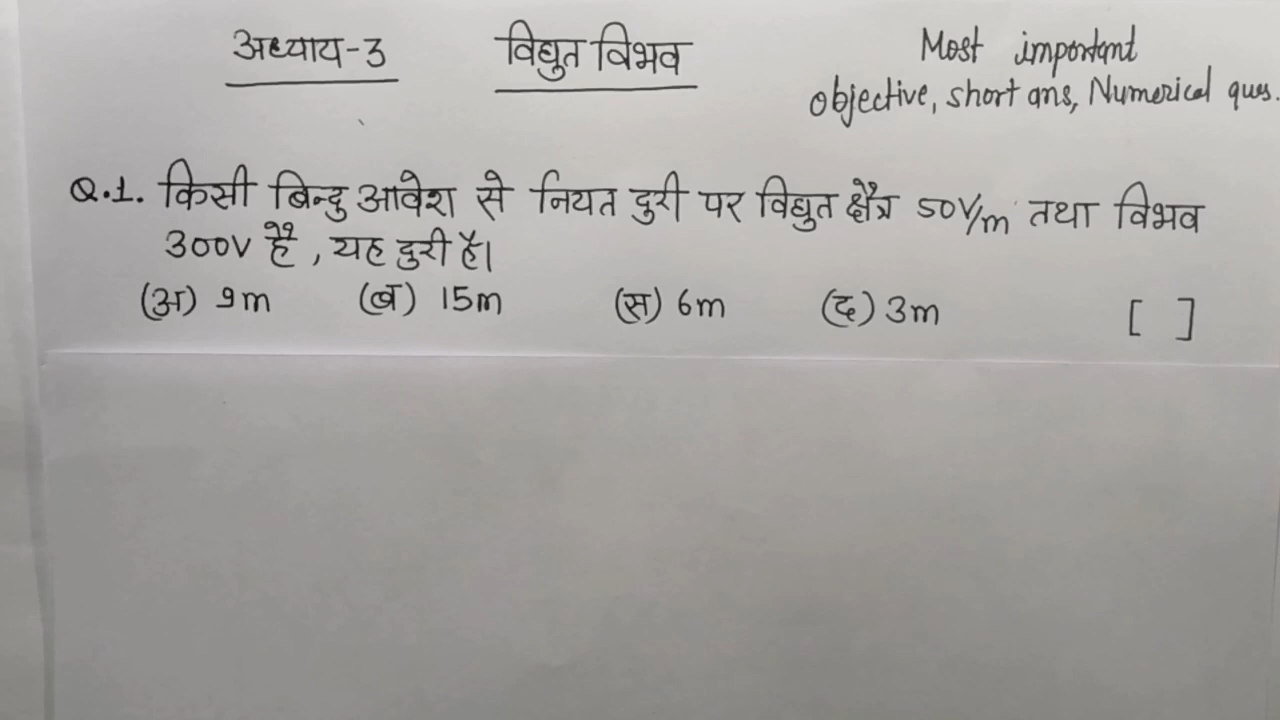 अध्याय-3 विद्युत विभव Most important
objective, short ans, Numerical ques.
Q.1. किसी बिन्दु आवेश से नियत दुरी पर विद्युत क्षैत्र 50V/m तथा विभव
300V है , यह दुरी है।
(अ) 9m (ब) 15m (स) 6m (द) 3m [ ]